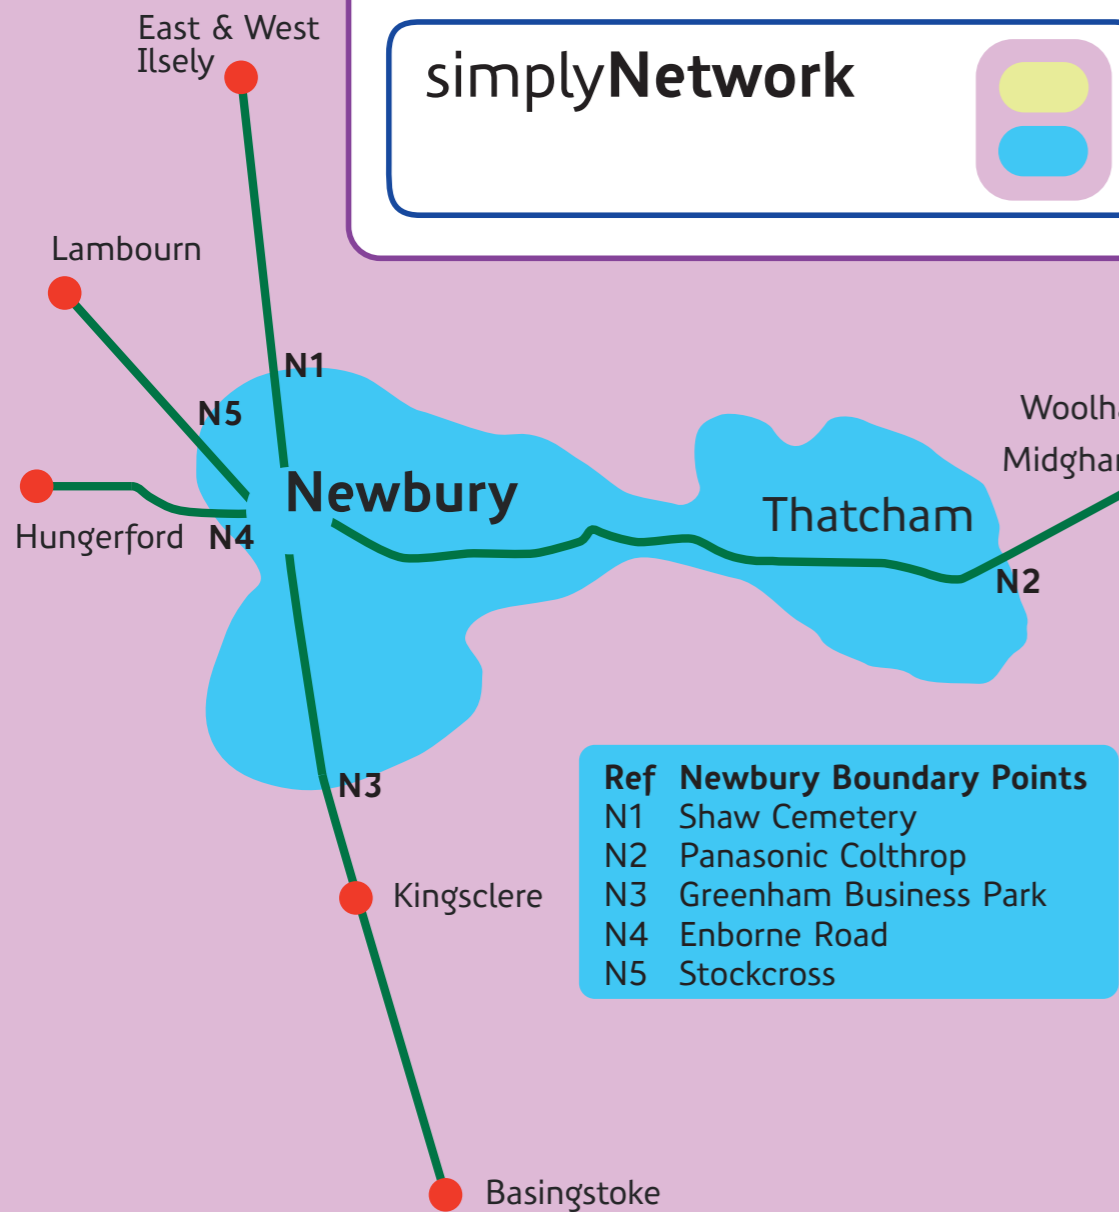 East & West
Ilsely
simplyNetwork
Lambourn
N1
N5
Newbury
Hungerford
N4
Thatcham
N2
N3
Ref Newbury Boundary Points
N1 Shaw Cemetery
N2 Panasonic Colthrop
N3 Greenham Business Park
N4 Enborne Road
N5 Stockcross
Kingsclere
Basingstoke